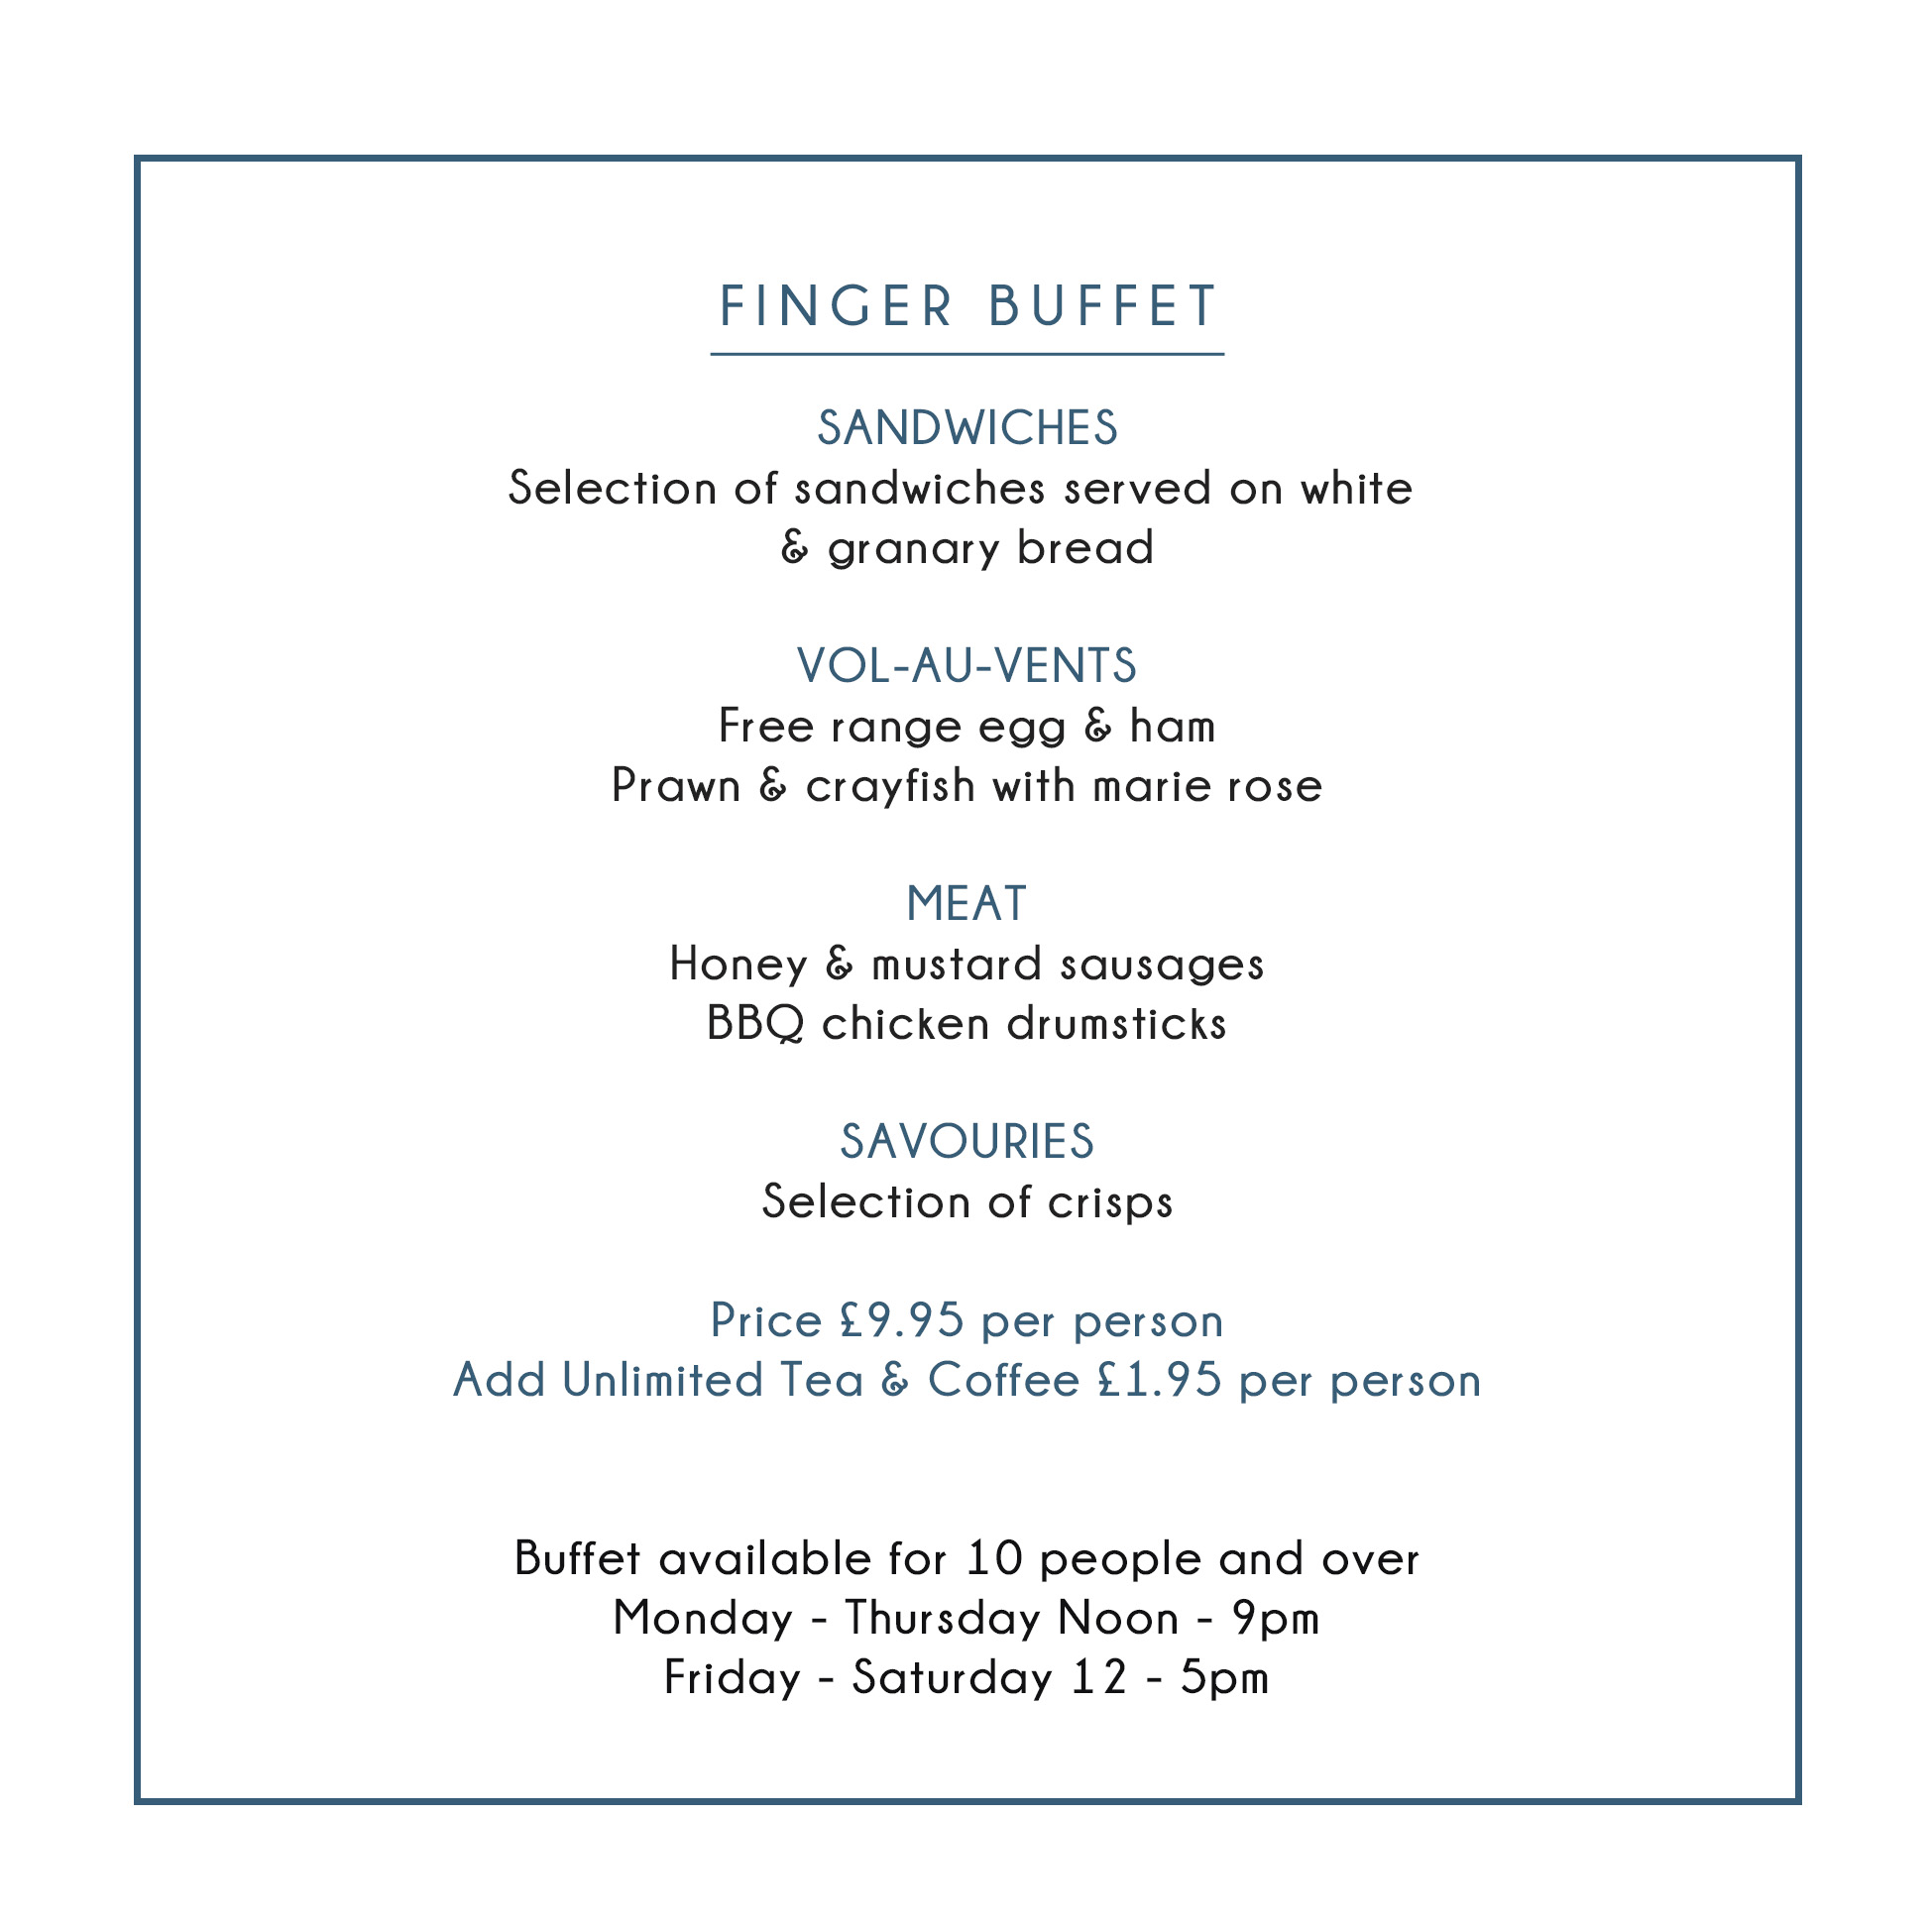 FINGER BUFFET
SANDWICHES
Selection of sandwiches served on white
& granary bread
VOL-AU-VENTS
Free range egg & ham
Prawn & crayfish with marie rose
MEAT
Honey & mustard sausages
BBQ chicken drumsticks
SAVOURIES
Selection of crisps
Price £9.95 per person
Add Unlimited Tea & Coffee £1.95 per person
Buffet available for 10 people and over
Monday - Thursday Noon - 9pm
Friday - Saturday 12 - 5pm